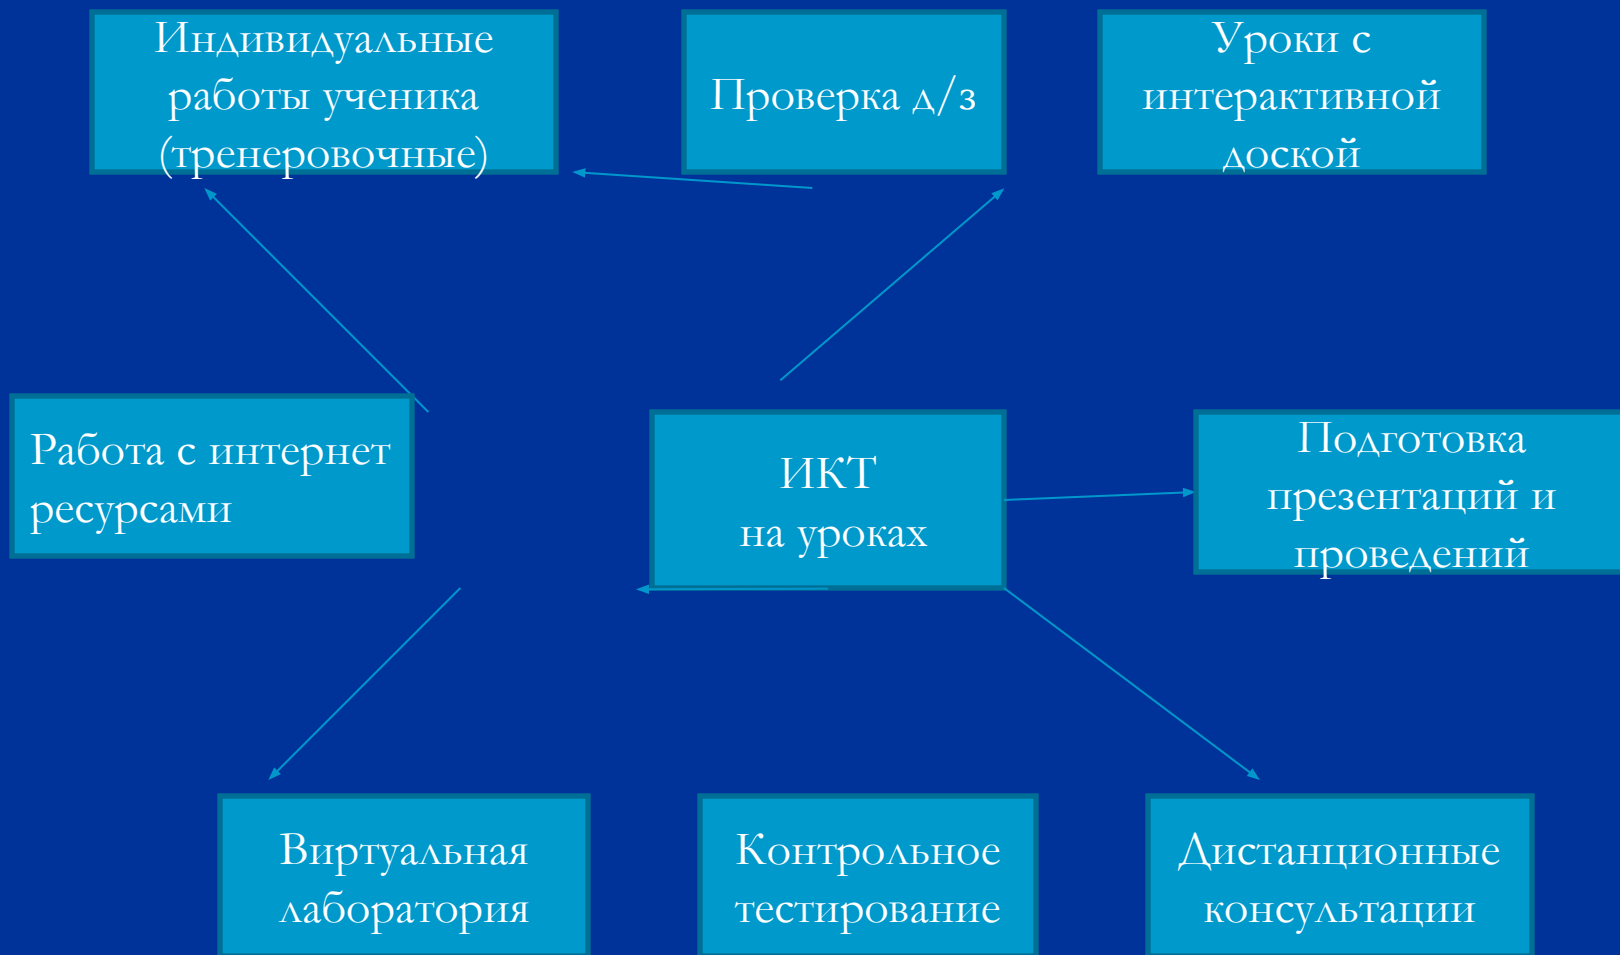 Индивидуальные
работы ученика
(тренеровочные)
Проверка д/з
Уроки с
интерактивной
доской
Работа с интернет
ресурсами
ИКТ
на уроках
Подготовка
презентаций и
проведений
Виртуальная
лаборатория
Контрольное
тестирование
Дистанционные
консультации